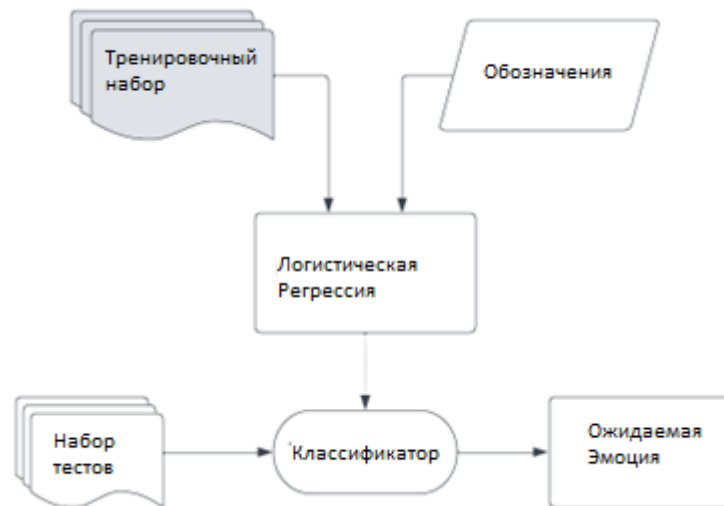 Тренировочный
набор
Обозначения
Логистическая
Регрессия
Набор
тестов
Классификатор
Ожидаемая
Эмоция